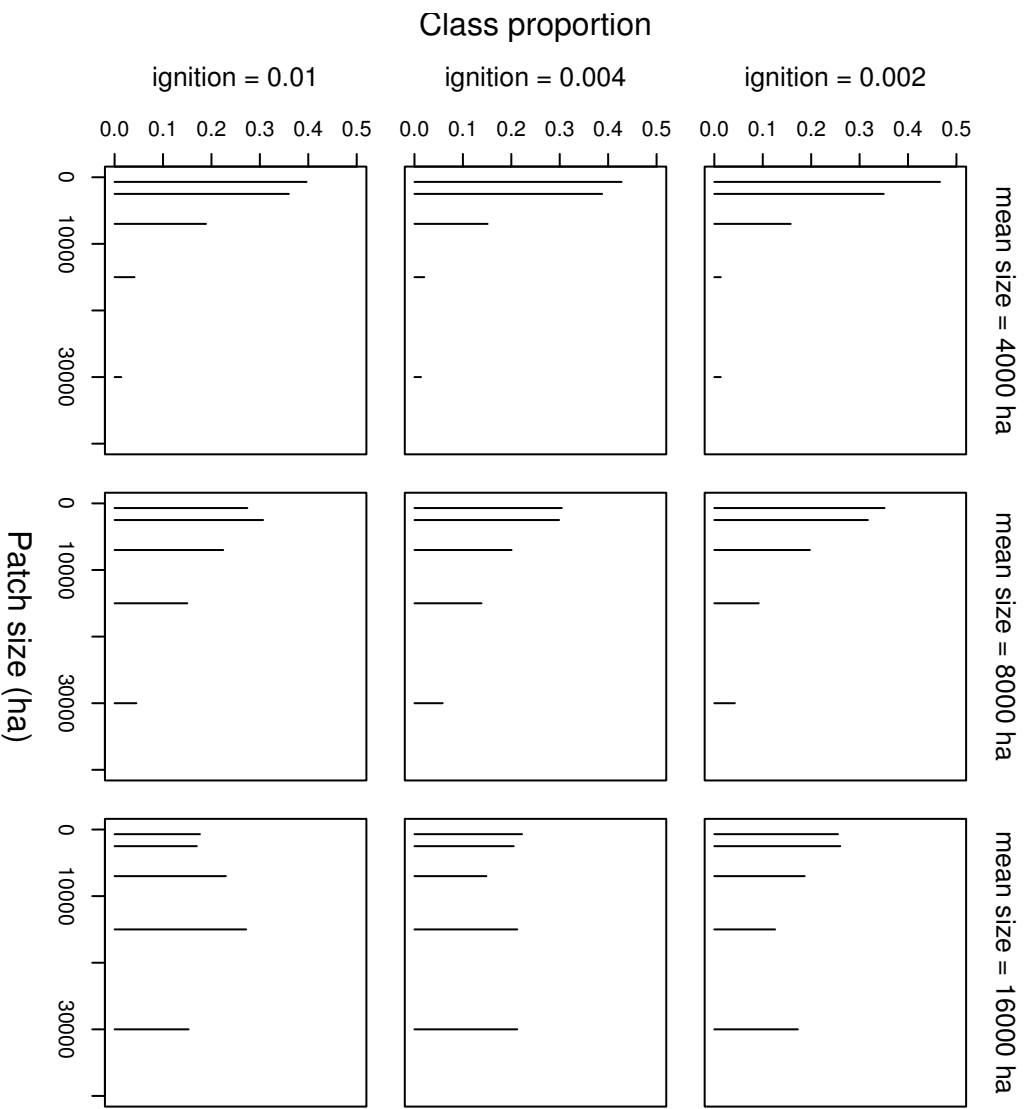 Class proportion
ignition = 0.01
ignition = 0.004
ignition = 0.002
0.0 0.1 0.2 0.3 0.4 0.5
0.0 0.1 0.2 0.3 0.4 0.5
0.0 0.1 0.2 0.3 0.4 0.5
mean size = 4000 ha
0 10000 30000
mean size = 8000 ha
0 10000 30000
mean size = 16000 ha
0 10000 30000
Patch size (ha)